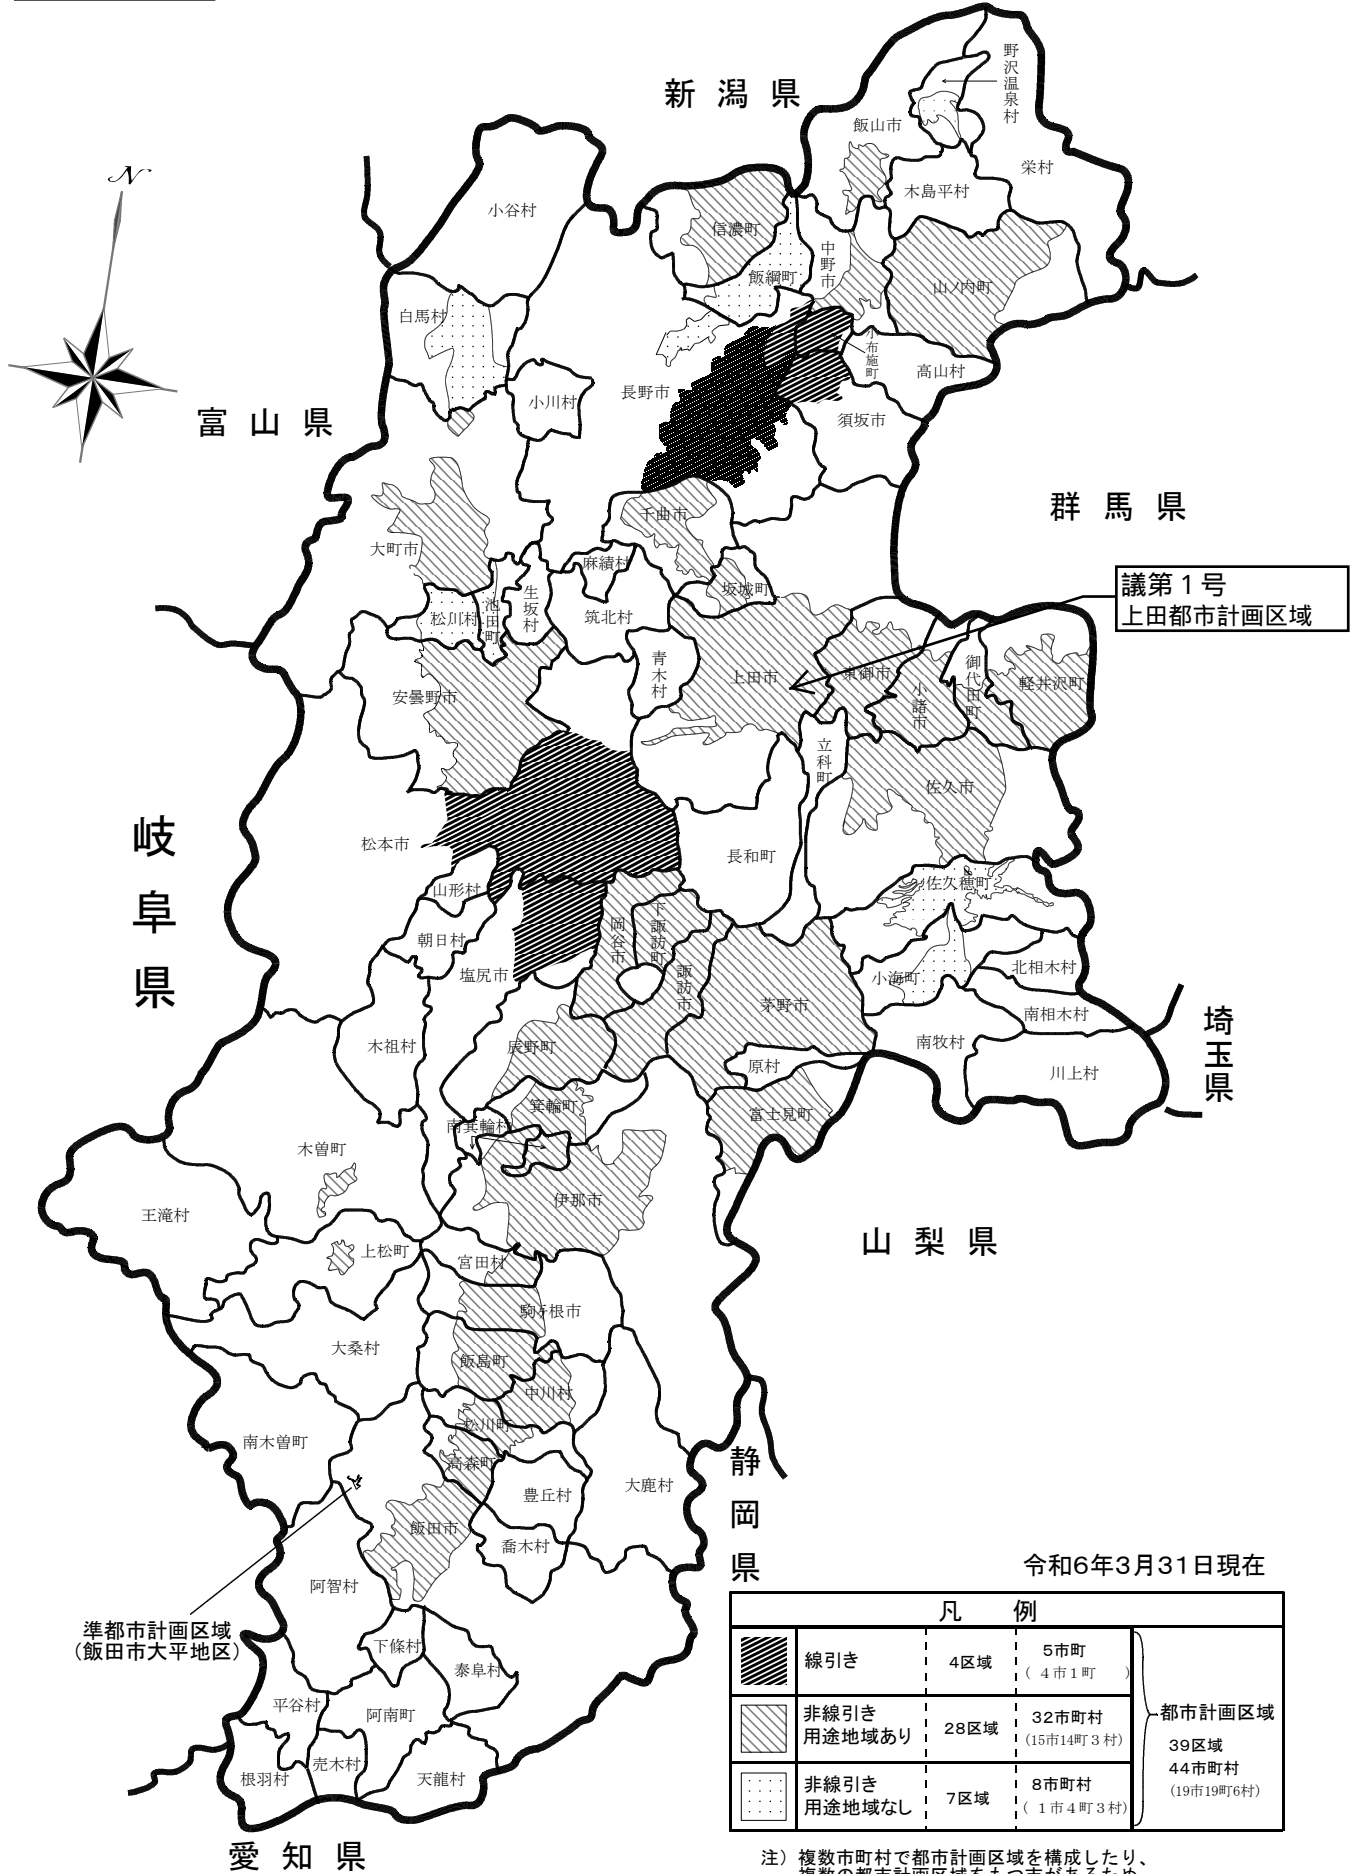 N
新潟県
富山県
群馬県
岐阜県
埼玉県
山梨県
静岡県
愛知県
野沢温泉村
飯山市
栄村
木島平村
小谷村
信濃町
中野市
飯綱町
山ノ内町
白馬村
小布施町
高山村
長野市
小川村
須坂市
千曲市
大町市
麻績村
坂城町
生坂村
池田町
松川村
筑北村
議第1号
上田都市計画区域
青木村
上田市
東御市
小諸市
御代田町
軽井沢町
安曇野市
立科町
佐久市
松本市
長和町
山形村
佐久穂町
朝日村
岡谷市
下諏訪町
諏訪市
塩尻市
小海町
北相木村
茅野市
南相木村
木祖村
辰野町
南牧村
原村
川上村
箕輪町
富士見町
南箕輪村
木曽町
伊那市
王滝村
上松町
宮田村
駒ヶ根市
大桑村
飯島町
中川村
松川町
南木曽町
高森町
豊丘村
大鹿村
飯田市
喬木村
阿智村
準都市計画区域
(飯田市大平地区)
下條村
泰阜村
平谷村
阿南町
売木村
根羽村
天龍村
令和6年3月31日現在
凡 例
線引き 4区域 5市町
(4市1町)
非線引き
用途地域あり 28区域 32市町村
(15市14町3村)
非線引き
用途地域なし 7区域 8市町村
(1市4町3村)
都市計画区域
39区域
44市町村
(19市19町6村)
注）複数市町村で都市計画区域を構成したり、
複数の都市計画区域をもつ市があるため